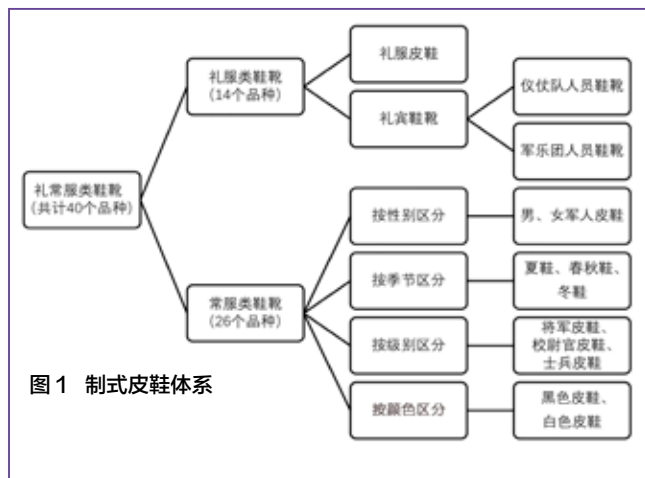 礼服皮鞋
礼服类鞋靴
(14个品种)
仪仗队人员鞋靴
礼宾鞋靴
军乐团人员鞋靴
礼常服类鞋靴
(共计40个品种)
按性别区分
男、女军人皮鞋
按季节区分
夏鞋、春秋鞋、
冬鞋
常服类鞋靴
(26个品种)
按级别区分
将军皮鞋、
校尉官皮鞋、
士兵皮鞋
按颜色区分
黑色皮鞋、
白色皮鞋
图1 制式皮鞋体系